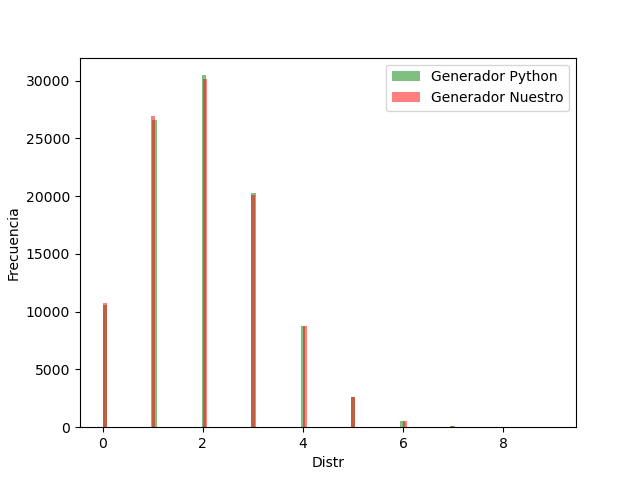 Generador Python
Generador Nuestro
30000
25000
20000
15000
10000
5000
0
Frecuencia
0 2 4 6 8
Distr